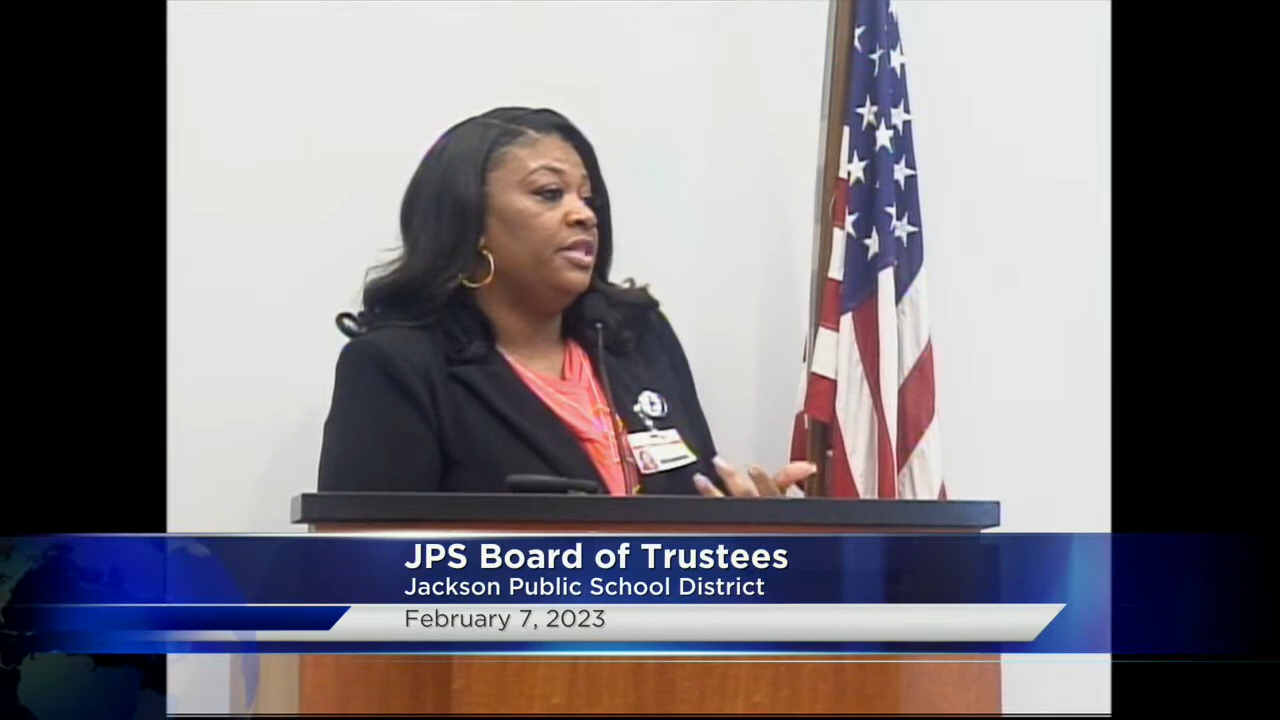 JPS Board of Trustees
Jackson Public School District
February 7, 2023